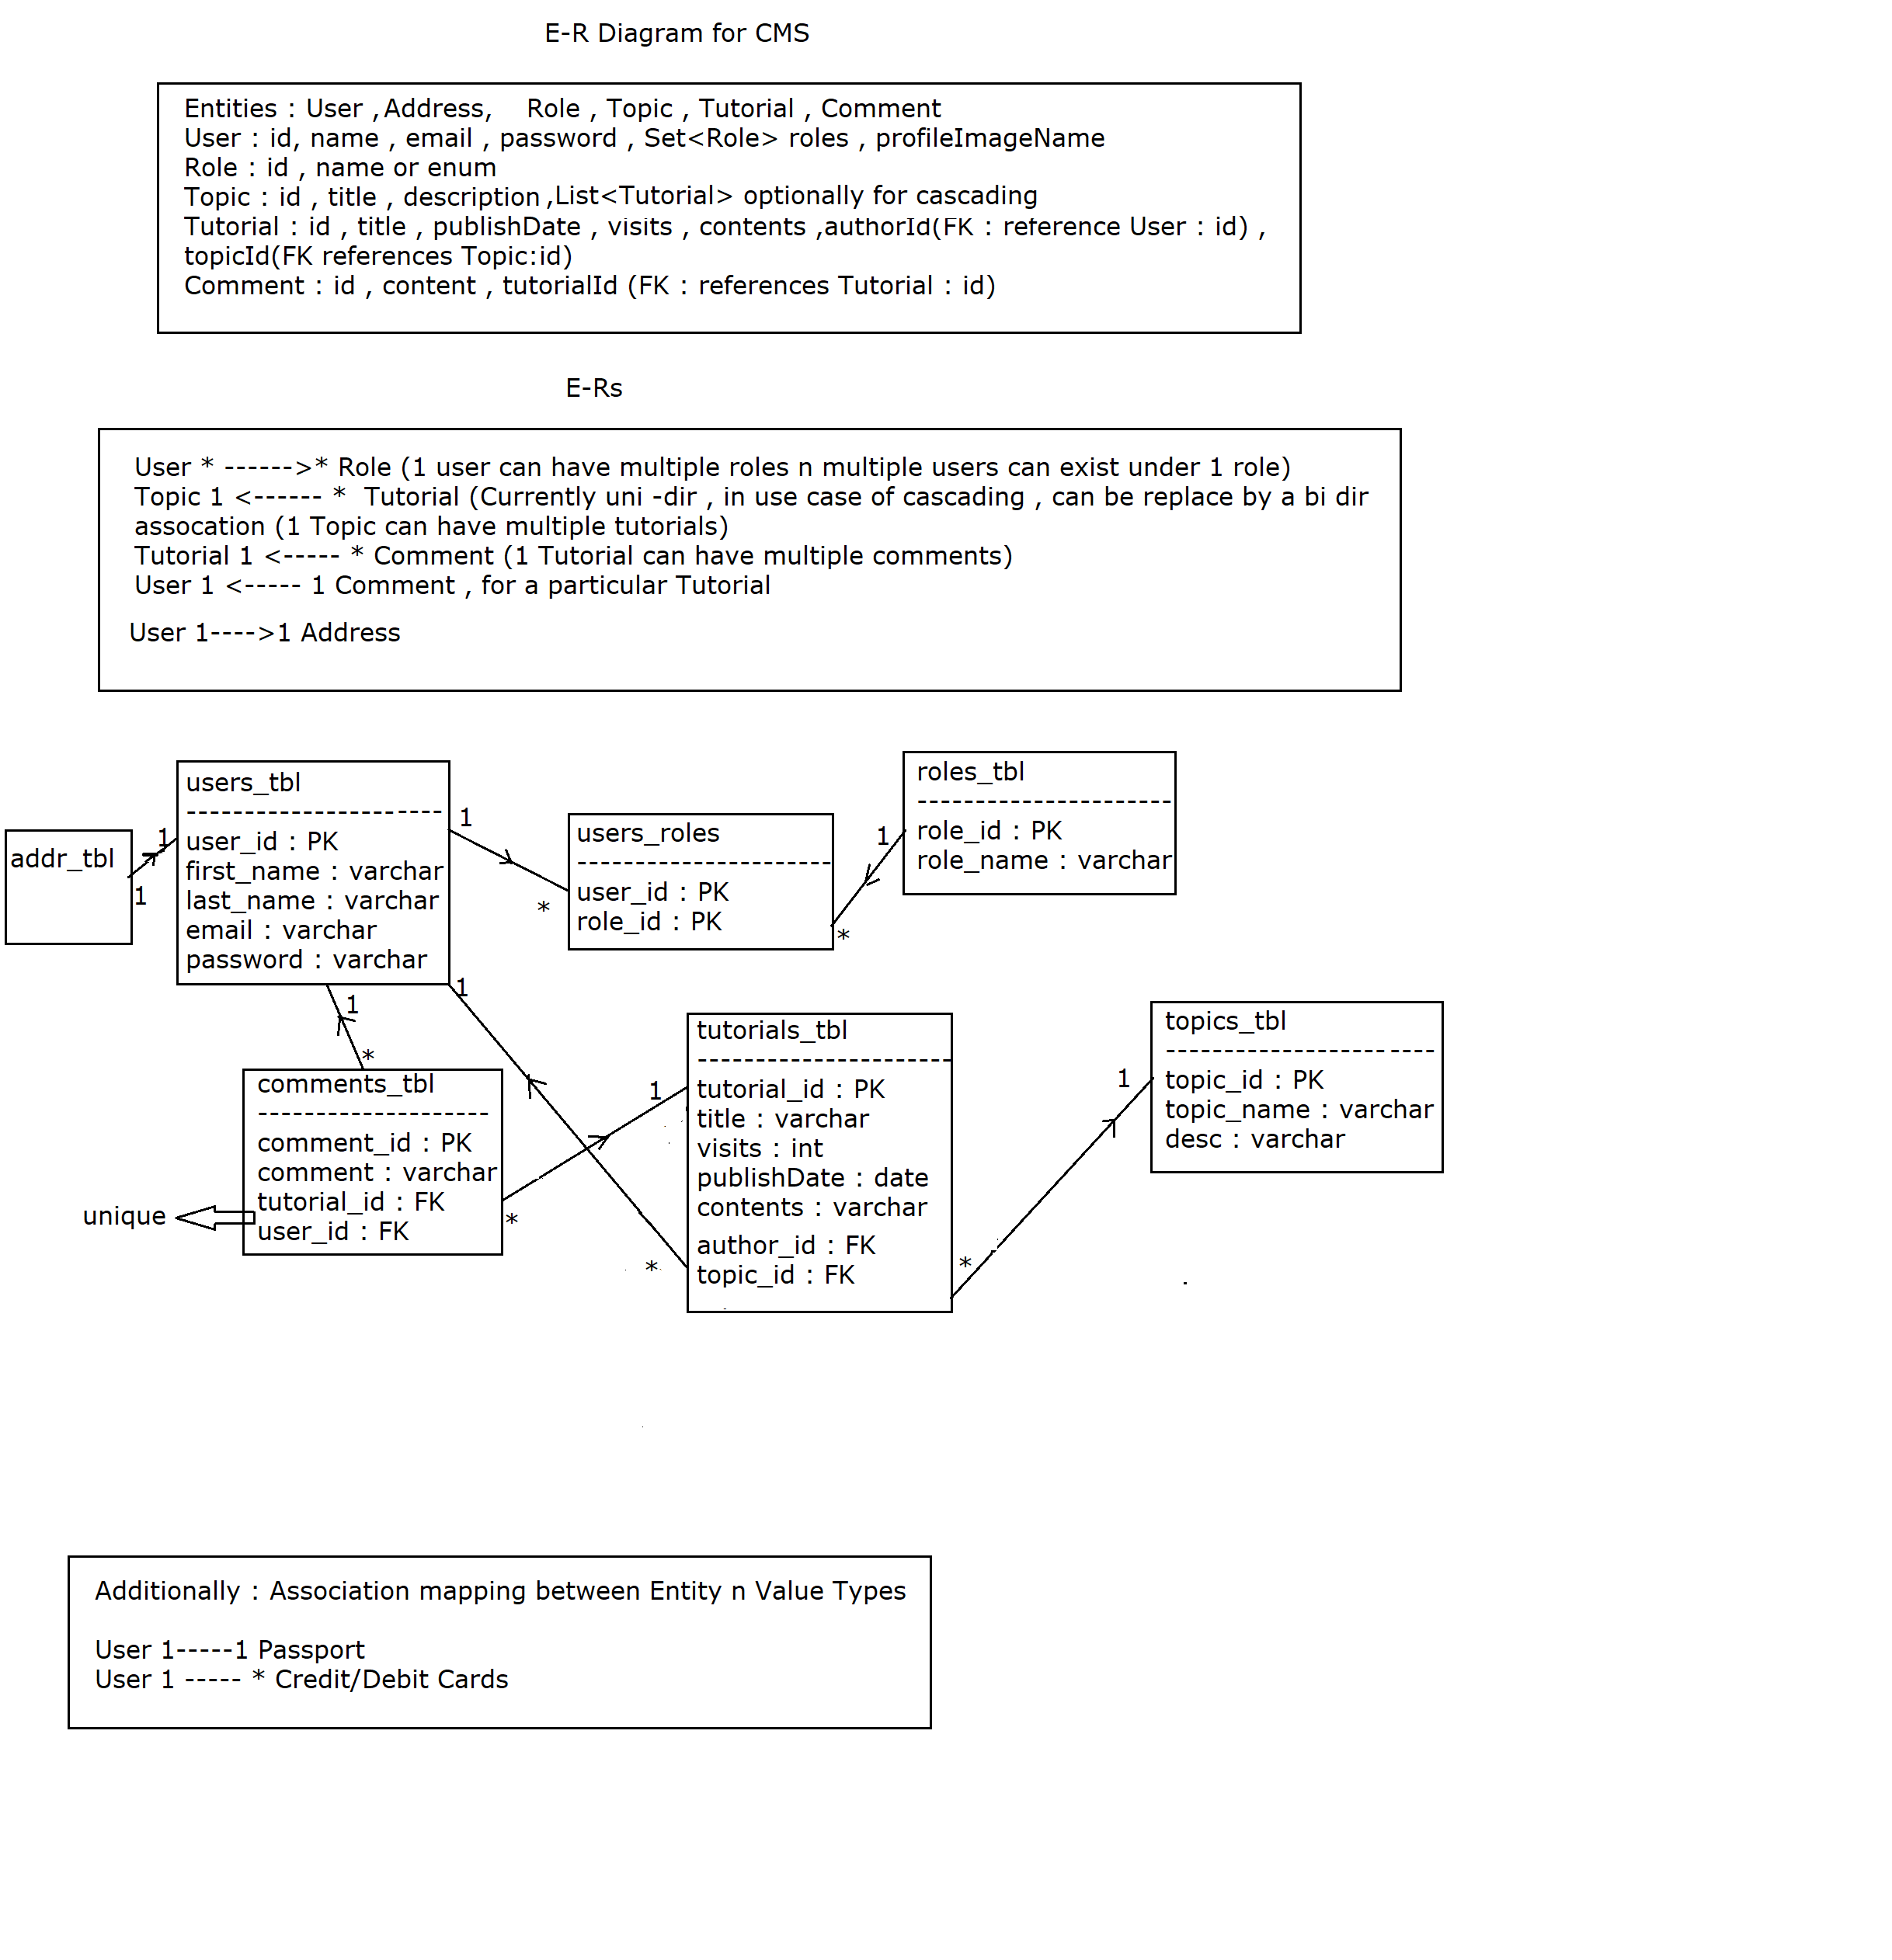 E-R Diagram for CMS
Entities : User , Address, Role , Topic , Tutorial , Comment
User : id, name , email , password , Set<Role> roles , profileImageName
Role : id , name or enum
Topic : id , title , description ,List<Tutorial> optionally for cascading
Tutorial : id , title , publishDate , visits , contents ,authorId(FK : reference User : id) ,
topicId(FK references Topic:id)
Comment : id , content , tutorialId (FK : references Tutorial : id)
E-Rs
User * ------>* Role (1 user can have multiple roles n multiple users can exist under 1 role)
Topic 1 <------ * Tutorial (Currently uni -dir , in use case of cascading , can be replace by a bi dir
assocation (1 Topic can have multiple tutorials)
Tutorial 1 <----- * Comment (1 Tutorial can have multiple comments)
User 1 <----- 1 Comment , for a particular Tutorial
User 1---->1 Address
addr_tbl
1
1
users_tbl
----------------------
user_id : PK
first_name : varchar
last_name : varchar
email : varchar
password : varchar
1
*
users_roles
----------------------
user_id : PK
role_id : PK
1
*
roles_tbl
----------------------
role_id : PK
role_name : varchar
1
*
1
comments_tbl
--------------------
comment_id : PK
comment : varchar
tutorial_id : FK
user_id : FK
unique
1
*
*
tutorials_tbl
----------------------
tutorial_id : PK
title : varchar
visits : int
publishDate : date
contents : varchar
author_id : FK
topic_id : FK
1
*
topics_tbl
-----------------------
topic_id : PK
topic_name : varchar
desc : varchar
Additionally : Association mapping between Entity n Value Types
User 1-----1 Passport
User 1 ----- * Credit/Debit Cards